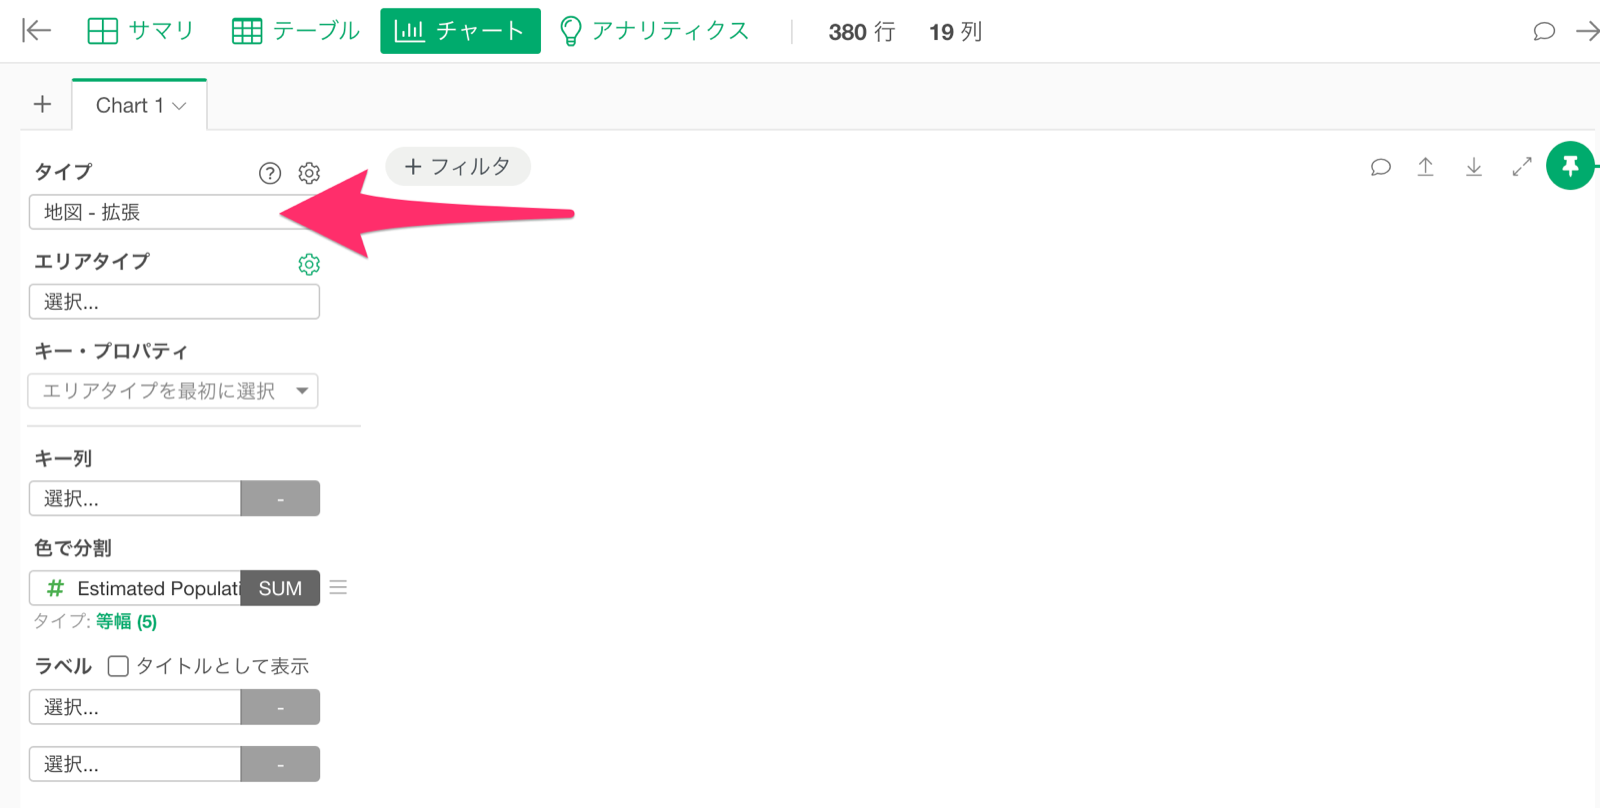 サマリ テーブル チャート アナリティクス 380 行 19 列
+ Chart 1
タイプ ?
+ フィルタ
地図 - 拡張
エリアタイプ
選択...
キー・プロパティ
エリアタイプを最初に選択
キー列
選択... -
色で分割
# Estimated Populati SUM
タイプ: 等幅 (5)
ラベル タイトルとして表示
選択... -
選択... -